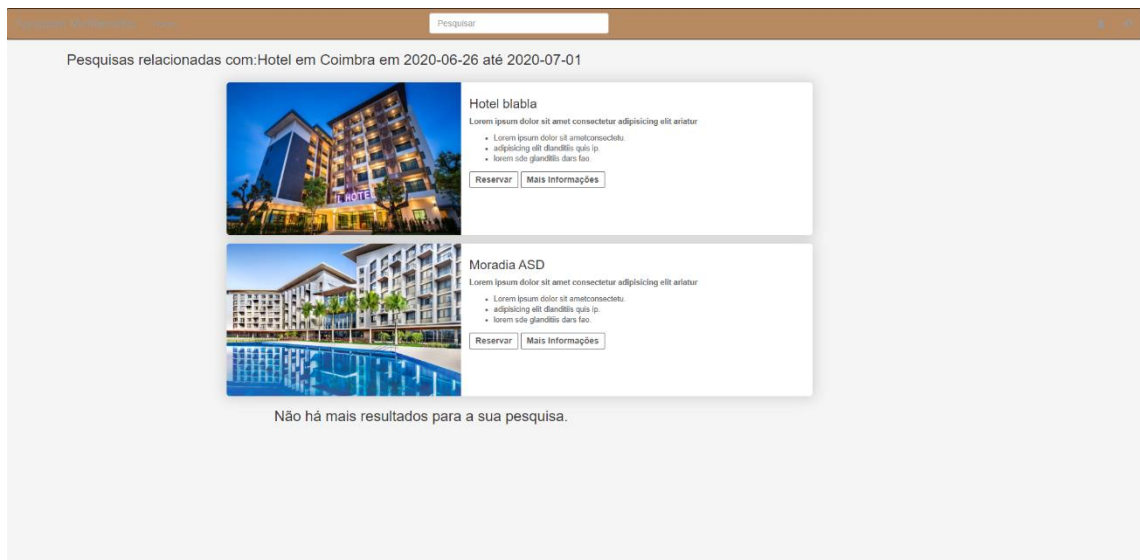 Pesquisar
Pesquisas relacionadas com:Hotel em Coimbra em 2020-06-26 até 2020-07-01
Hotel blabla
Lorem ipsum dolor sit amet consectetur adipisicing elit ariatur
Lorem ipsum dolor sit ametconsectetu.
adipisicing elit dlanditiis quis ip.
lorem sde glanditiis dars fao.
Reservar Mais Informações
HOTEL
Moradia ASD
Lorem ipsum dolor sit amet consectetur adipisicing elit ariatur
Lorem ipsum dolor sit ametconsectetu.
adipisicing elit dlanditiis quis ip.
lorem sde glanditiis dars fao.
Reservar Mais Informações
Não há mais resultados para a sua pesquisa.